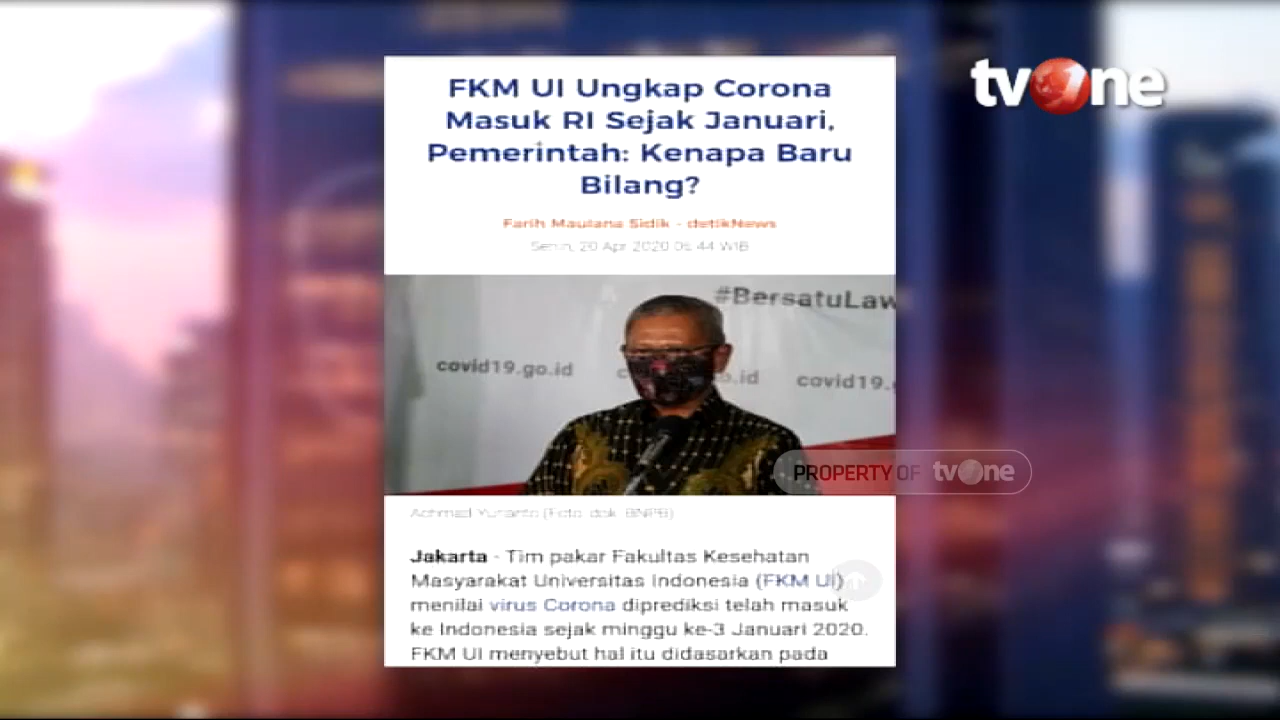 tvOne
FKM UI Ungkap Corona
Masuk RI Sejak Januari,
Pemerintah: Kenapa Baru
Bilang?
Farih Maulana Sidik - detikNews
Senin, 20 Apr 2020 06:44 WIB
#BersatuLaw
covid19.go.id
c o.id
covid19.
PROPERTY OF tvOne
Achmad Yurianto (Foto: dok. BNPB)
Jakarta - Tim pakar Fakultas Kesehatan
Masyarakat Universitas Indonesia (FKM UI)
menilai virus Corona diprediksi telah masuk
ke Indonesia sejak minggu ke-3 Januari 2020.
FKM UI menyebut hal itu didasarkan pada